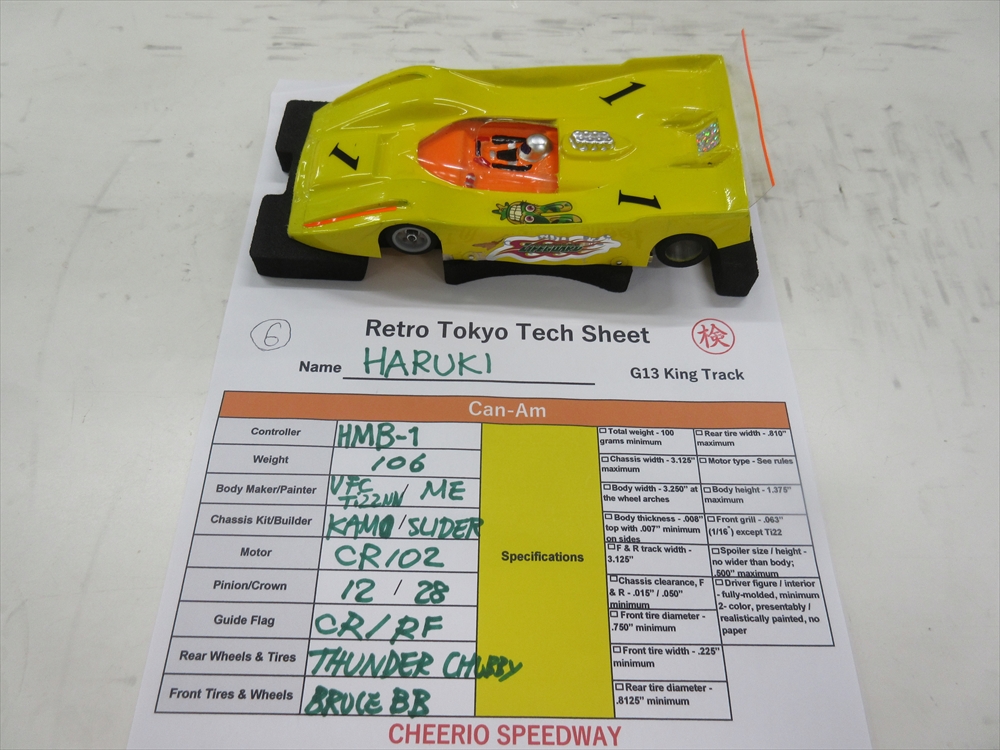 1
1
1
SAFEGUARD
6
Retro Tokyo Tech Sheet
検
Name HARUKI
G13 King Track
Can-Am
Controller HMB-1
Weight 106
Body Maker/Painter VFC Ti22NN / ME
Chassis Kit/Builder KAMO / SLIDER
Motor CR102
Pinion/Crown 12 / 28
Guide Flag CR/RF
Rear Wheels & Tires THUNDER CHUBBY
Front Tires & Wheels BRUCE BB
Specifications
Total weight - 100
grams minimum
Chassis width - 3.125"
maximum
Body width - 3.250" at
the wheel arches
Body thickness - .008"
top with .007" minimum
on sides
F & R track width -
3.125"
Chassis clearance, F
& R - .015" / .050"
minimum
Front tire diameter -
.750" minimum
Front tire width - .225"
minimum
Rear tire diameter -
.8125" minimum
Rear tire width - .810"
maximum
Motor type - See rules
Body height - 1.375"
maximum
Front grill - .063"
(1/16") except Ti22
Spoiler size / height -
no wider than body;
.500" maximum
Driver figure / interior
- fully-molded, minimum
2- color, presentably /
realistically painted, no
paper
CHEERIO SPEEDWAY